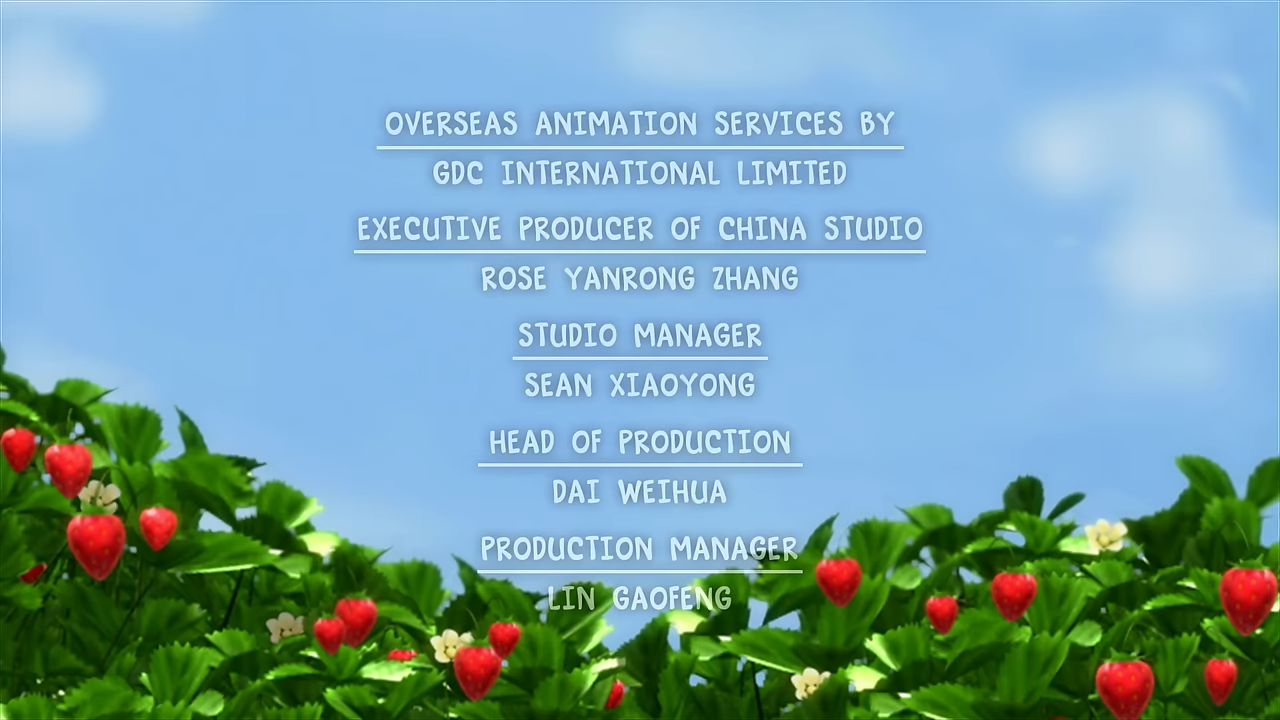 OVERSEAS ANIMATION SERVICES BY
GDC INTERNATIONAL LIMITED
EXECUTIVE PRODUCER OF CHINA STUDIO
ROSE YANRONG ZHANG
STUDIO MANAGER
SEAN XIAOYONG
HEAD OF PRODUCTION
DAI WEIHUA
PRODUCTION MANAGER
LIN GAOFENG